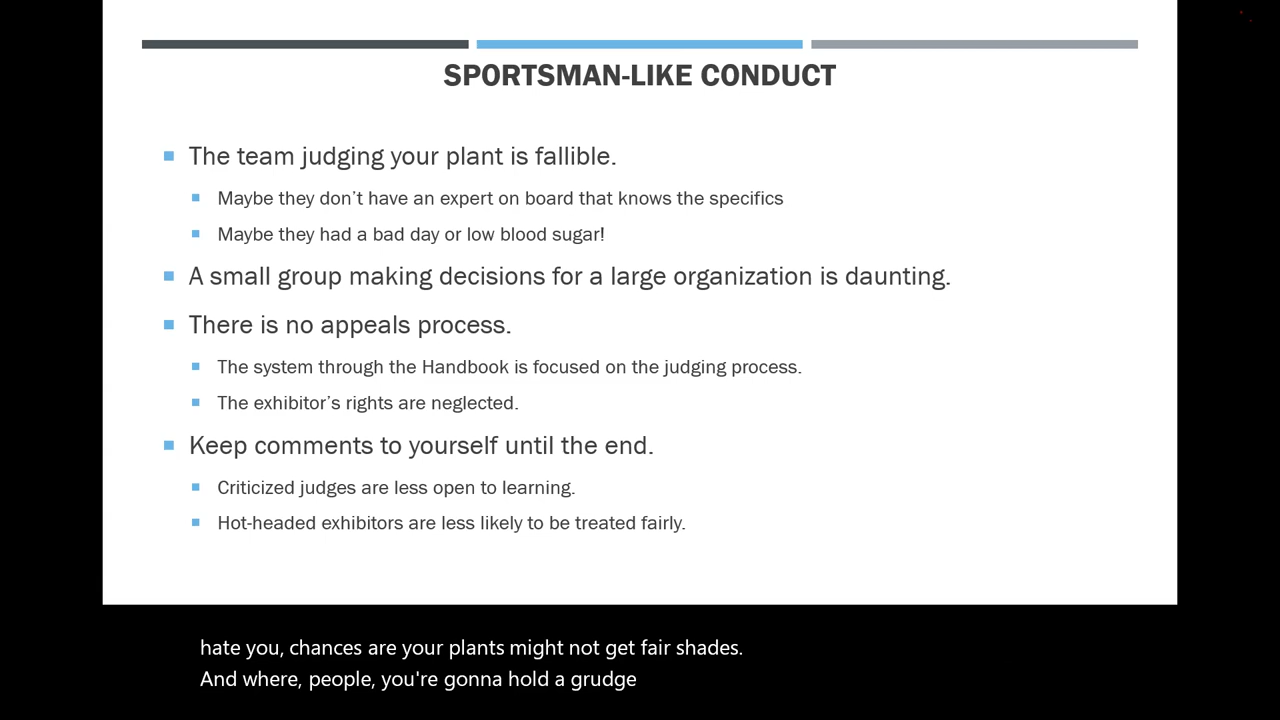 SPORTSMAN-LIKE CONDUCT
The team judging your plant is fallible.
Maybe they don’t have an expert on board that knows the specifics
Maybe they had a bad day or low blood sugar!
A small group making decisions for a large organization is daunting.
There is no appeals process.
The system through the Handbook is focused on the judging process.
The exhibitor’s rights are neglected.
Keep comments to yourself until the end.
Criticized judges are less open to learning.
Hot-headed exhibitors are less likely to be treated fairly.
hate you, chances are your plants might not get fair shades.
And where, people, you're gonna hold a grudge